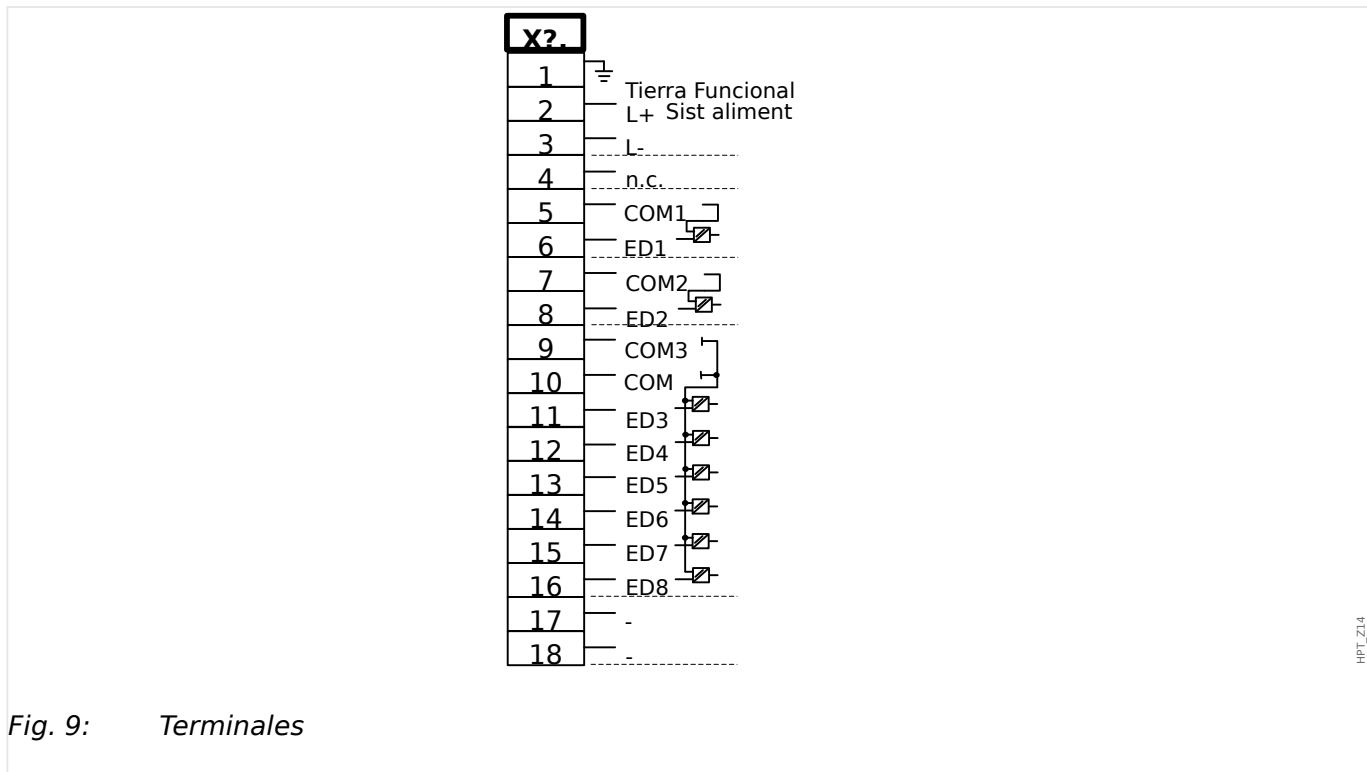 X?.
1
Tierra Funcional
2 L+ Sist aliment
3 L-
4 n.c.
5 COM1
6 ED1
7 COM2
8 ED2
9 COM3
10 COM
11 ED3
12 ED4
13 ED5
14 ED6
15 ED7
16 ED8
17 -
18 -
HPT_Z14
Fig. 9: Terminales